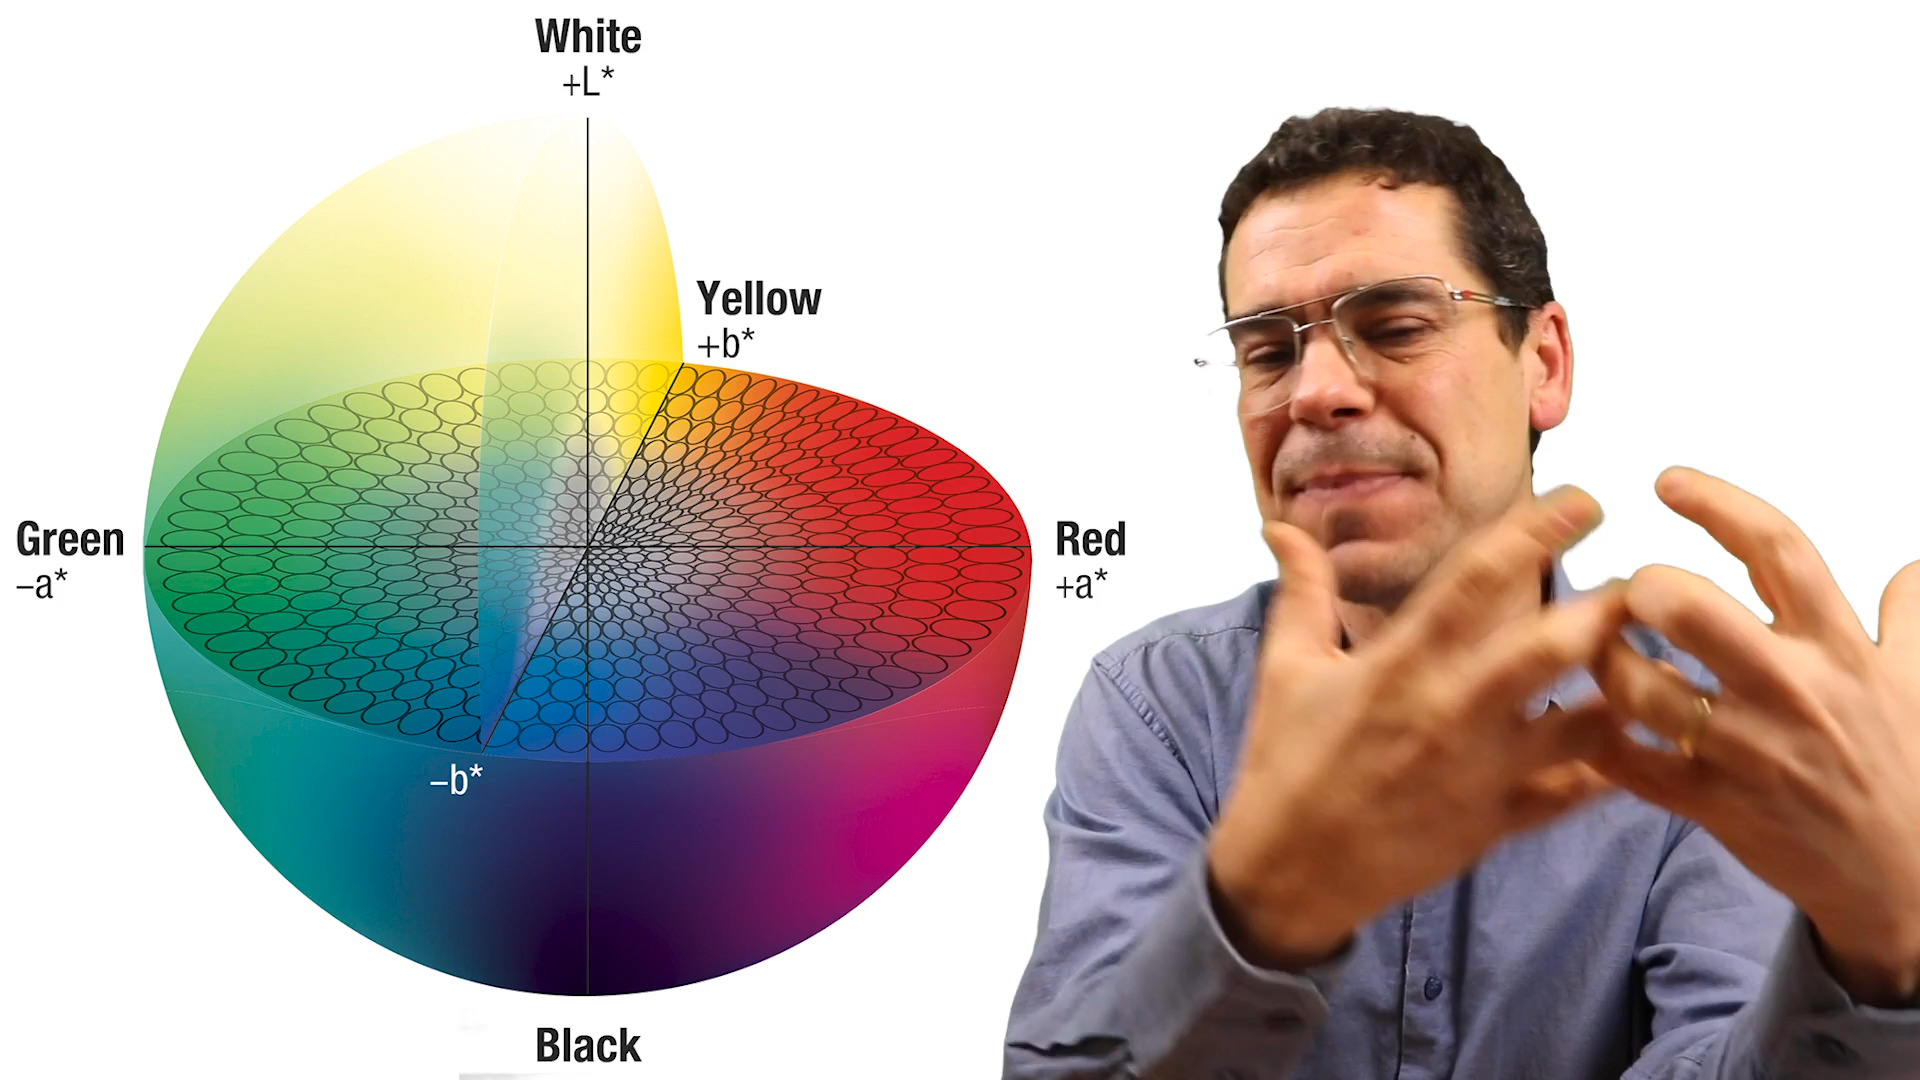 White
+L*
Yellow
+b*
Green
–a*
Red
+a*
–b*
Black